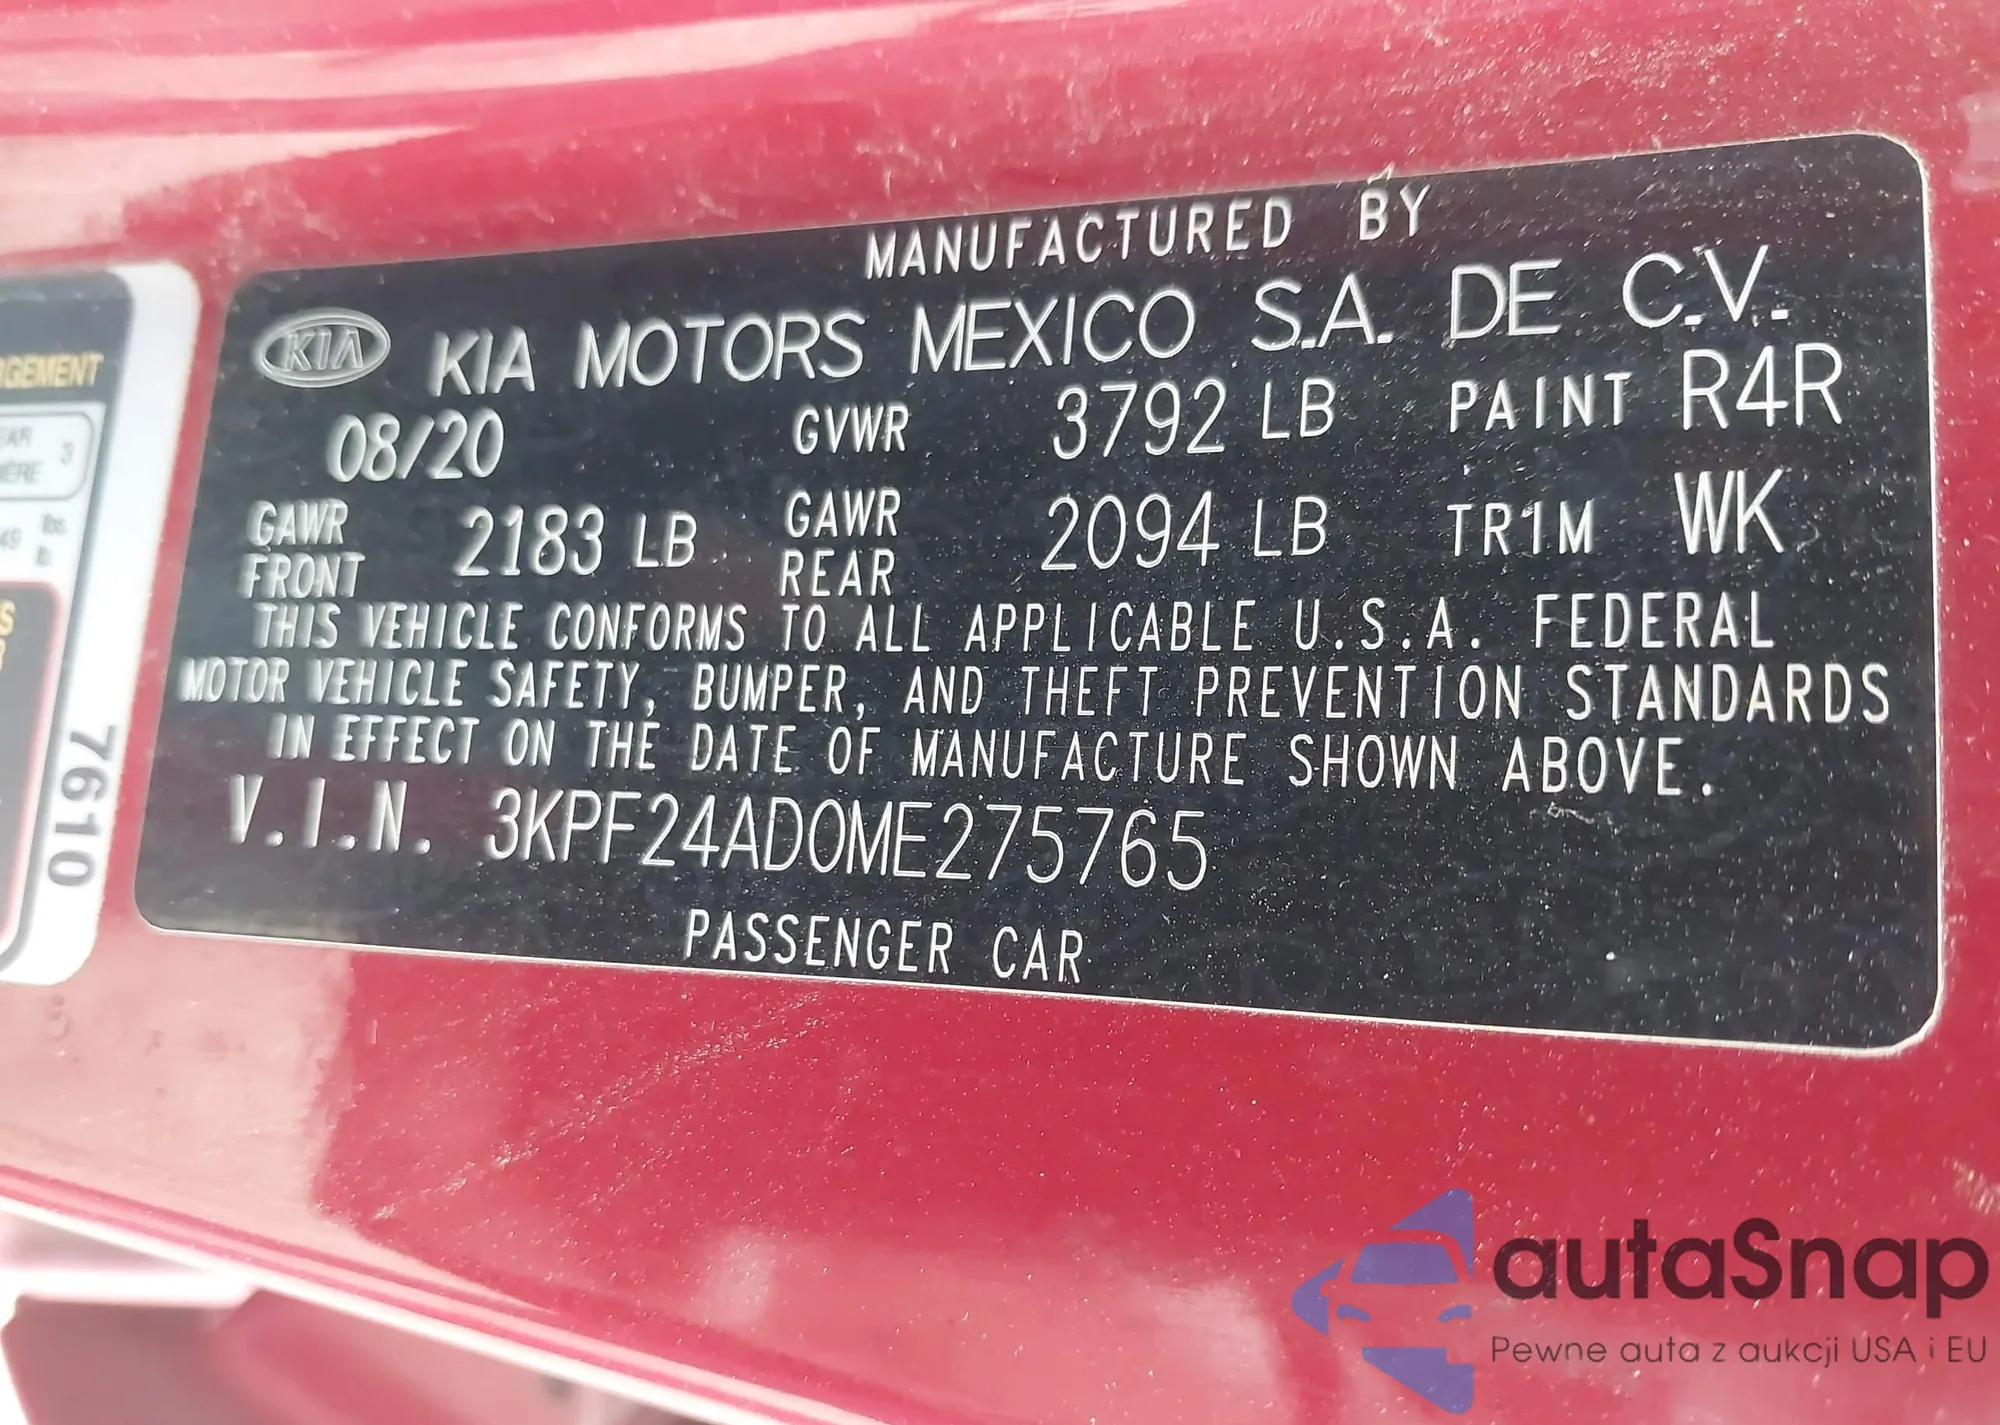 MANUFACTURED BY
KIA KIA MOTORS MEXICO S.A. DE C.V.
08/20 GVWR 3792 LB PAINT R4R
GAWR FRONT 2183 LB GAWR REAR 2094 LB TRIM WK
THIS VEHICLE CONFORMS TO ALL APPLICABLE U.S.A. FEDERAL
MOTOR VEHICLE SAFETY, BUMPER, AND THEFT PREVENTION STANDARDS
IN EFFECT ON THE DATE OF MANUFACTURE SHOWN ABOVE.
V.I.N. 3KPF24AD0ME275765
PASSENGER CAR
7610
autaSnap
Pewne auta z aukcji USA i EU